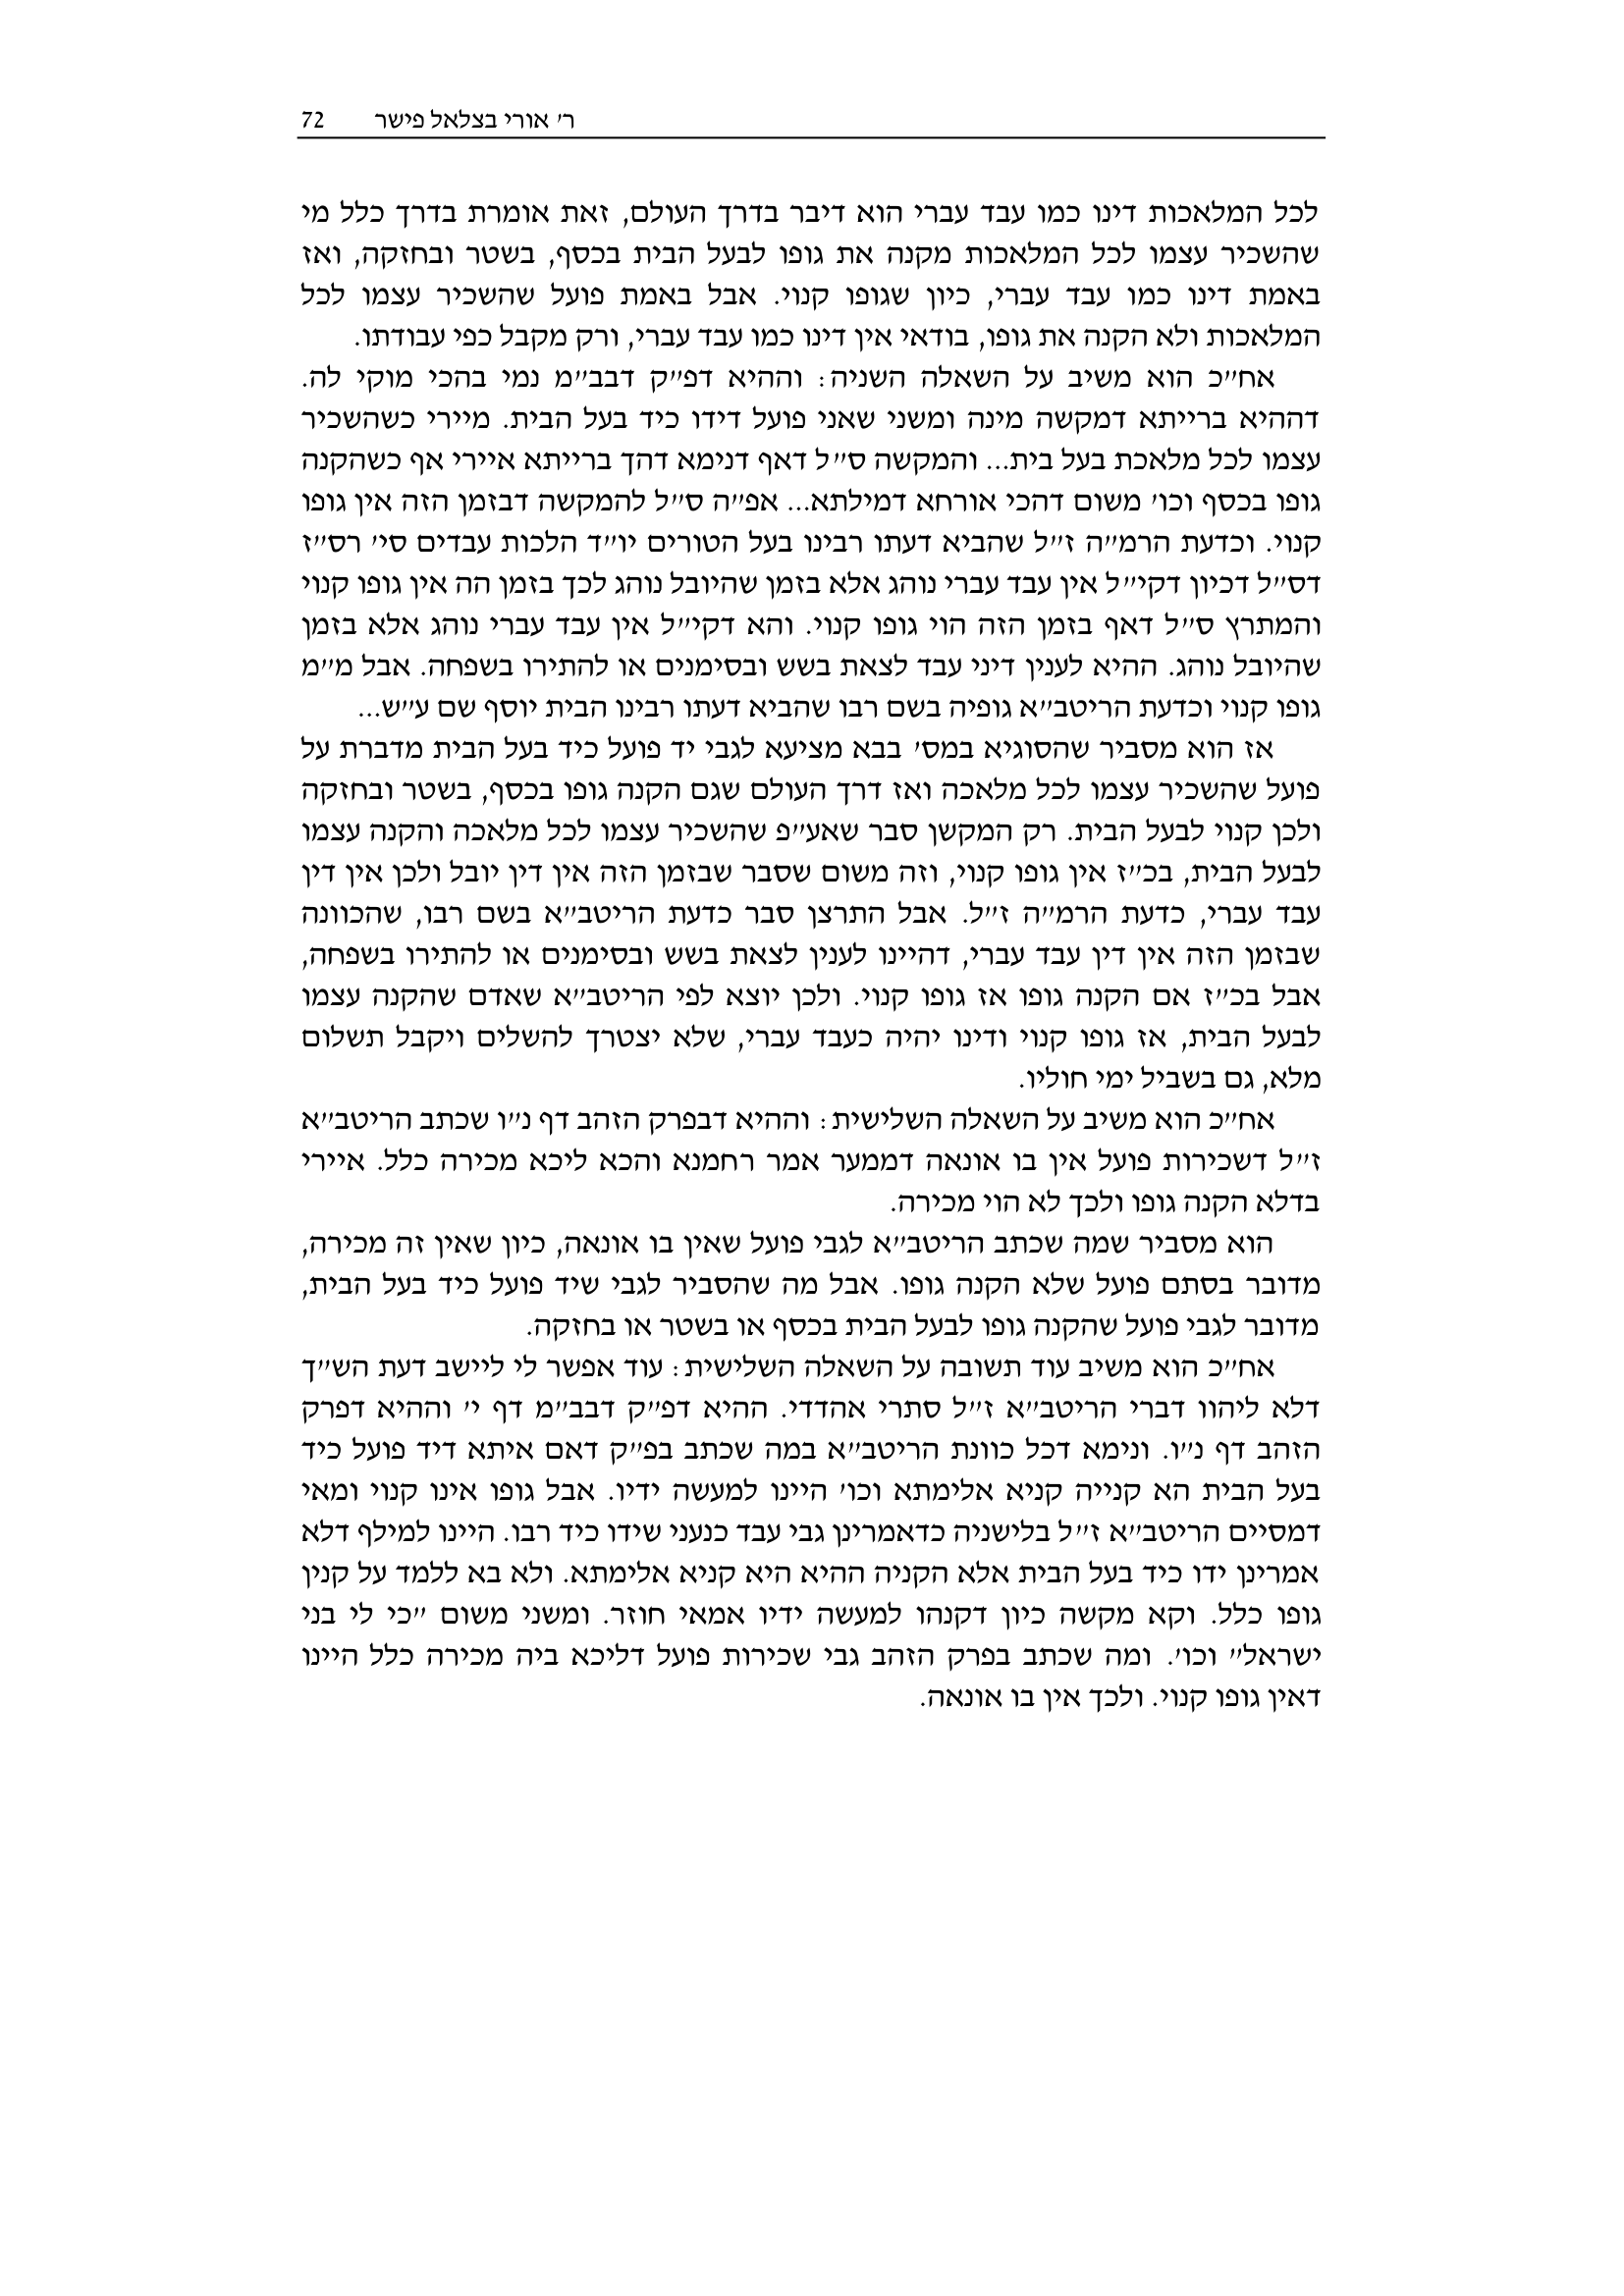 ר׳ אורי בצלאל פישר 72
לכל המלאכות דינו כמו עבד עברי הוא דיבר בדרך העולם, זאת אומרת בדרך כלל מי
שהשכיר עצמו לכל המלאכות מקנה את גופו לבעל הבית בכסף, בשטר ובחזקה, ואז
באמת דינו כמו עבד עברי, כיון שגופו קנוי. אבל באמת פועל שהשכיר עצמו לכל
המלאכות ולא הקנה את גופו, בודאי אין דינו כמו עבד עברי, ורק מקבל כפי עבודתו.
אח״כ הוא משיב על השאלה השניה: וההיא דפ״ק דבב״מ נמי בהכי מוקי לה.
דההיא ברייתא דמקשה מינה ומשני שאני פועל דידו כיד בעל הבית. מיירי כשהשכיר
עצמו לכל מלאכת בעל בית... והמקשה ס״ל דאף דנימא דהך ברייתא איירי אף כשהקנה
גופו בכסף וכו׳ משום דהכי אורחא דמילתא... אפ״ה ס״ל להמקשה דבזמן הזה אין גופו
קנוי. וכדעת הרמ״ה ז״ל שהביא דעתו רבינו בעל הטורים יו״ד הלכות עבדים סי׳ רס״ז
דס״ל דכיון דקי״ל אין עבד עברי נוהג אלא בזמן שהיובל נוהג לכך בזמן הה אין גופו קנוי
והמתרץ ס״ל דאף בזמן הזה הוי גופו קנוי. והא דקי״ל אין עבד עברי נוהג אלא בזמן
שהיובל נוהג. ההיא לענין דיני עבד לצאת בשש ובסימנים או להתירו בשפחה. אבל מ״מ
גופו קנוי וכדעת הריטב״א גופיה בשם רבו שהביא דעתו רבינו הבית יוסף שם ע״ש...
אז הוא מסביר שהסוגיא במס׳ בבא מציעא לגבי יד פועל כיד בעל הבית מדברת על
פועל שהשכיר עצמו לכל מלאכה ואז דרך העולם שגם הקנה גופו בכסף, בשטר ובחזקה
ולכן קנוי לבעל הבית. רק המקשן סבר שאע״פ שהשכיר עצמו לכל מלאכה והקנה עצמו
לבעל הבית, בכ״ז אין גופו קנוי, וזה משום שסבר שבזמן הזה אין דין יובל ולכן אין דין
עבד עברי, כדעת הרמ״ה ז״ל. אבל התרצן סבר כדעת הריטב״א בשם רבו, שהכוונה
שבזמן הזה אין דין עבד עברי, דהיינו לענין לצאת בשש ובסימנים או להתירו בשפחה,
אבל בכ״ז אם הקנה גופו אז גופו קנוי. ולכן יוצא לפי הריטב״א שאדם שהקנה עצמו
לבעל הבית, אז גופו קנוי ודינו יהיה כעבד עברי, שלא יצטרך להשלים ויקבל תשלום
מלא, גם בשביל ימי חוליו.
אח״כ הוא משיב על השאלה השלישית: וההיא דבפרק הזהב דף נ״ו שכתב הריטב״א
ז״ל דשכירות פועל אין בו אונאה דממער אמר רחמנא והכא ליכא מכירה כלל. איירי
בדלא הקנה גופו ולכך לא הוי מכירה.
הוא מסביר שמה שכתב הריטב״א לגבי פועל שאין בו אונאה, כיון שאין זה מכירה,
מדובר בסתם פועל שלא הקנה גופו. אבל מה שהסביר לגבי שיד פועל כיד בעל הבית,
מדובר לגבי פועל שהקנה גופו לבעל הבית בכסף או בשטר או בחזקה.
אח״כ הוא משיב עוד תשובה על השאלה השלישית: עוד אפשר לי ליישב דעת הש״ך
דלא ליהוו דברי הריטב״א ז״ל סתרי אהדדי. ההיא דפ״ק דבב״מ דף י׳ וההיא דפרק
הזהב דף נ״ו. ונימא דכל כוונת הריטב״א במה שכתב בפ״ק דאם איתא דיד פועל כיד
בעל הבית הא קנייה קניא אלימתא וכו׳ היינו למעשה ידיו. אבל גופו אינו קנוי ומאי
דמסיים הריטב״א ז״ל בלישניה כדאמרינן גבי עבד כנעני שידו כיד רבו. היינו למילף דלא
אמרינן ידו כיד בעל הבית אלא הקניה ההיא היא קניא אלימתא. ולא בא ללמד על קנין
גופו כלל. וקא מקשה כיון דקנהו למעשה ידיו אמאי חוזר. ומשני משום ״כי לי בני
ישראל״ וכו׳. ומה שכתב בפרק הזהב גבי שכירות פועל דליכא ביה מכירה כלל היינו
דאין גופו קנוי. ולכך אין בו אונאה.